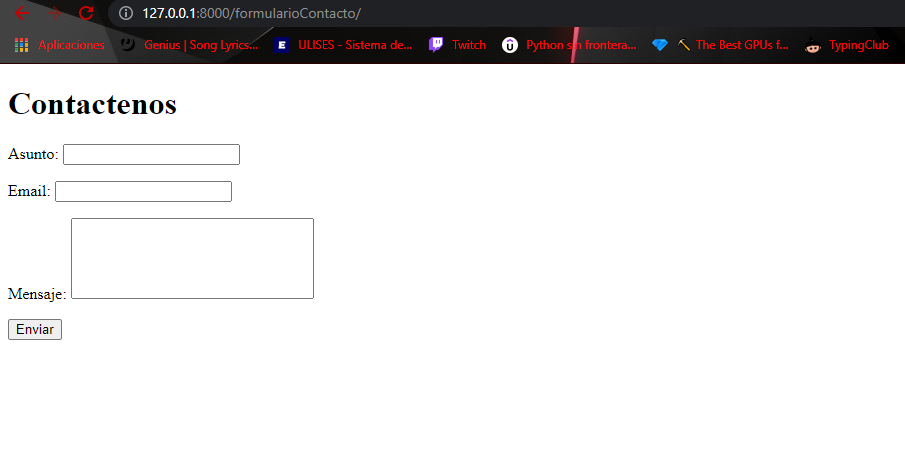 127.0.0.1:8000/formularioContacto/
Aplicaciones Genius | Song Lyrics... ULISES - Sistema de... Twitch Python sin frontera... The Best GPUs f... TypingClub
Contactenos
Asunto:
Email:
Mensaje:
Enviar